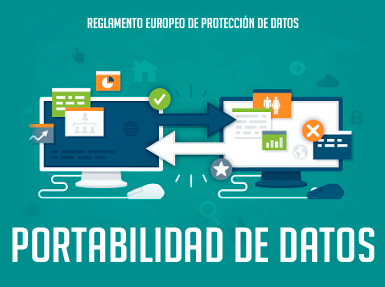 REGLAMENTO EUROPEO DE PROTECCIÓN DE DATOS
PORTABILIDAD DE DATOS